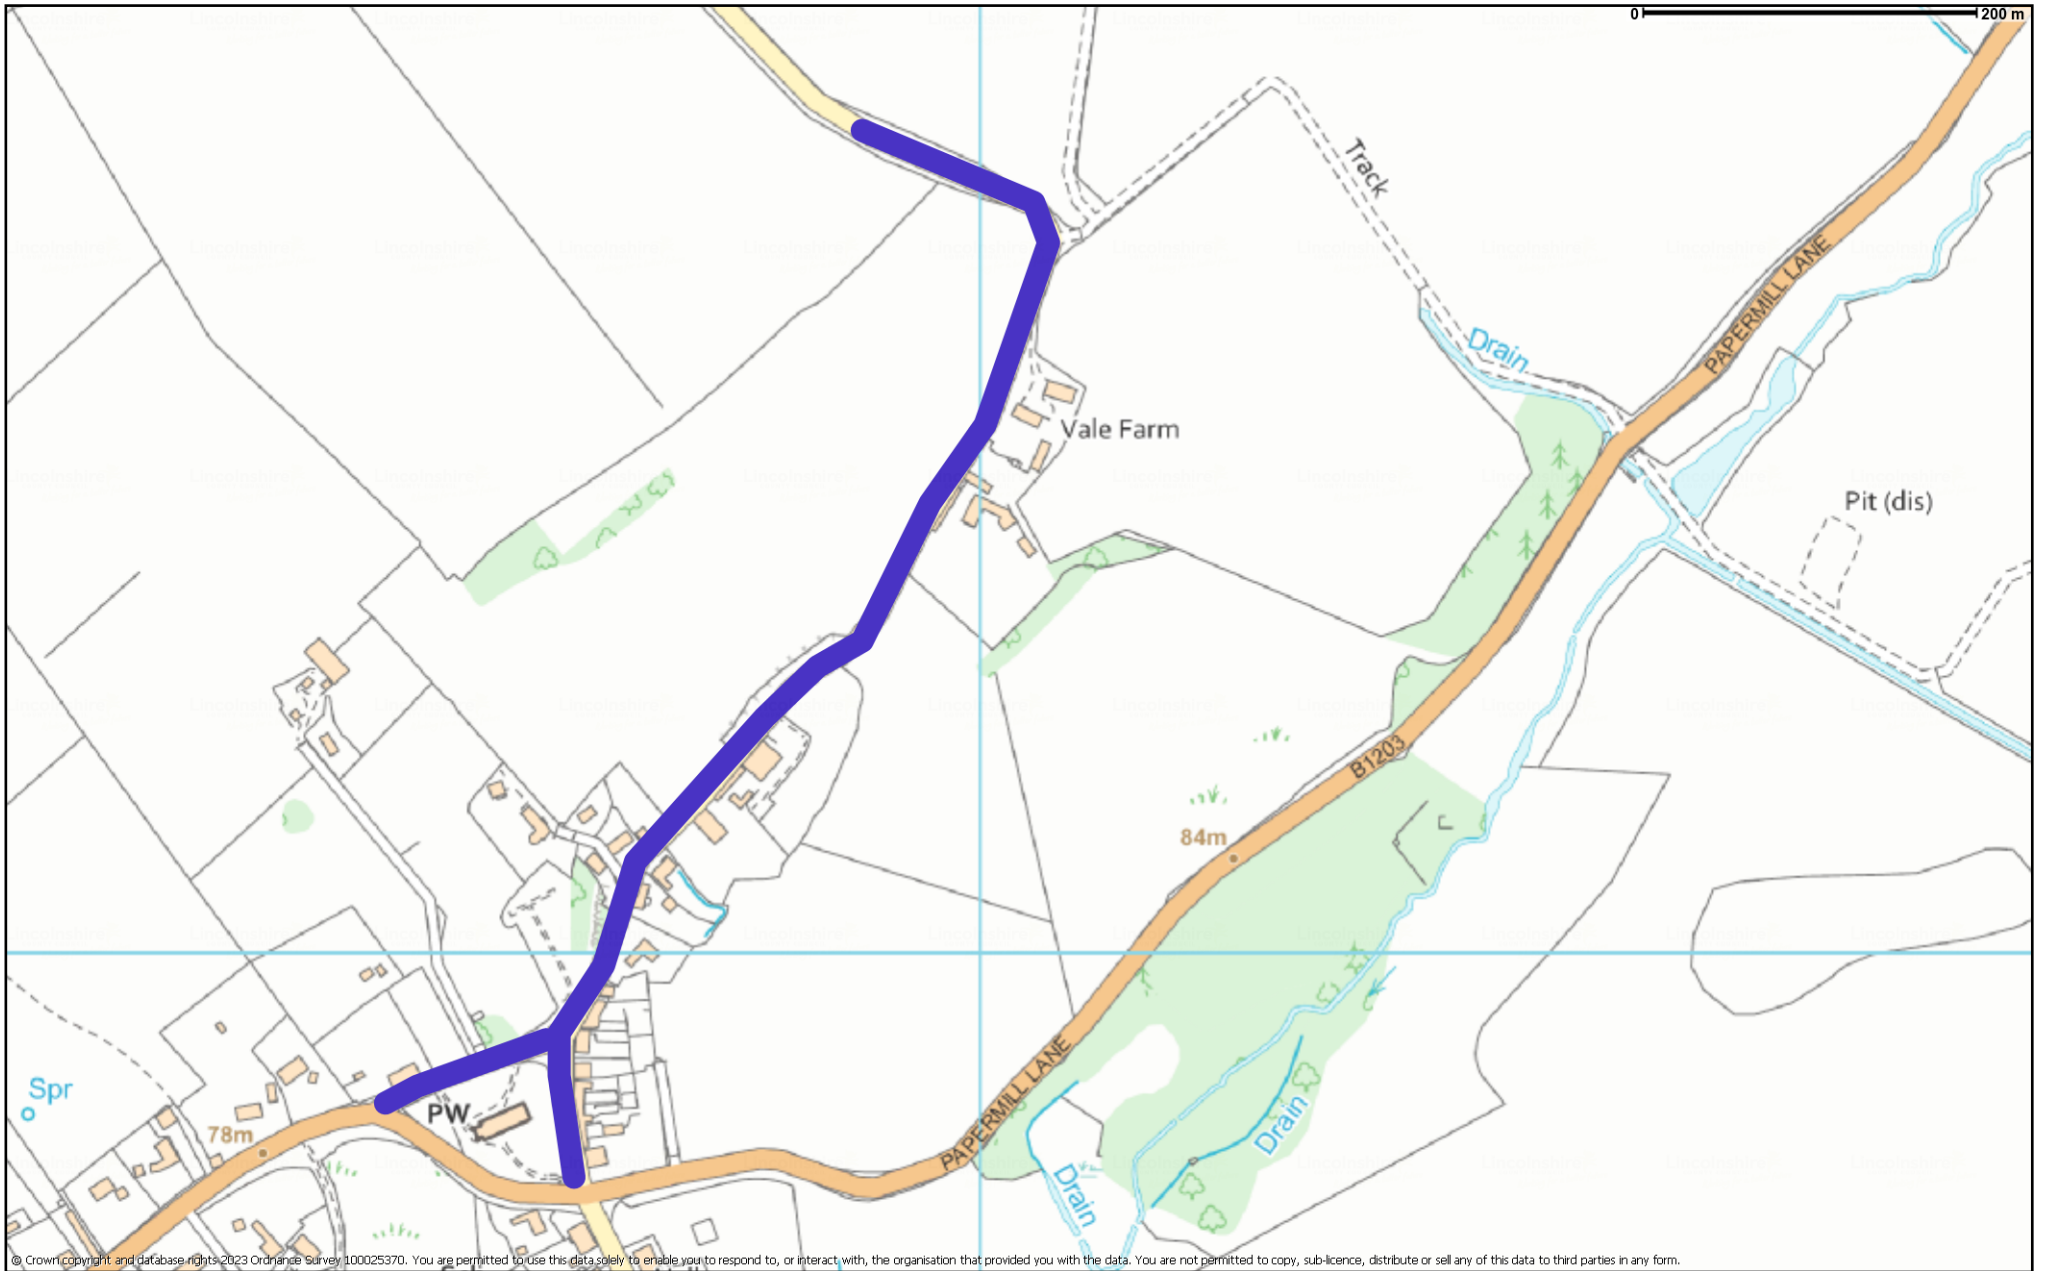 0 200 m
Track
PAPERMILL LANE
Drain
Vale Farm
Pit (dis)
B1203
84m
PAPERMILL LANE
Spr
PW
78m
Drain
Drain
© Crown copyright and database rights 2023 Ordnance Survey 100025370. You are permitted to use this data solely to enable you to respond to, or interact with, the organisation that provided you with the data. You are not permitted to copy, sub-licence, distribute or sell any of this data to third parties in any form.